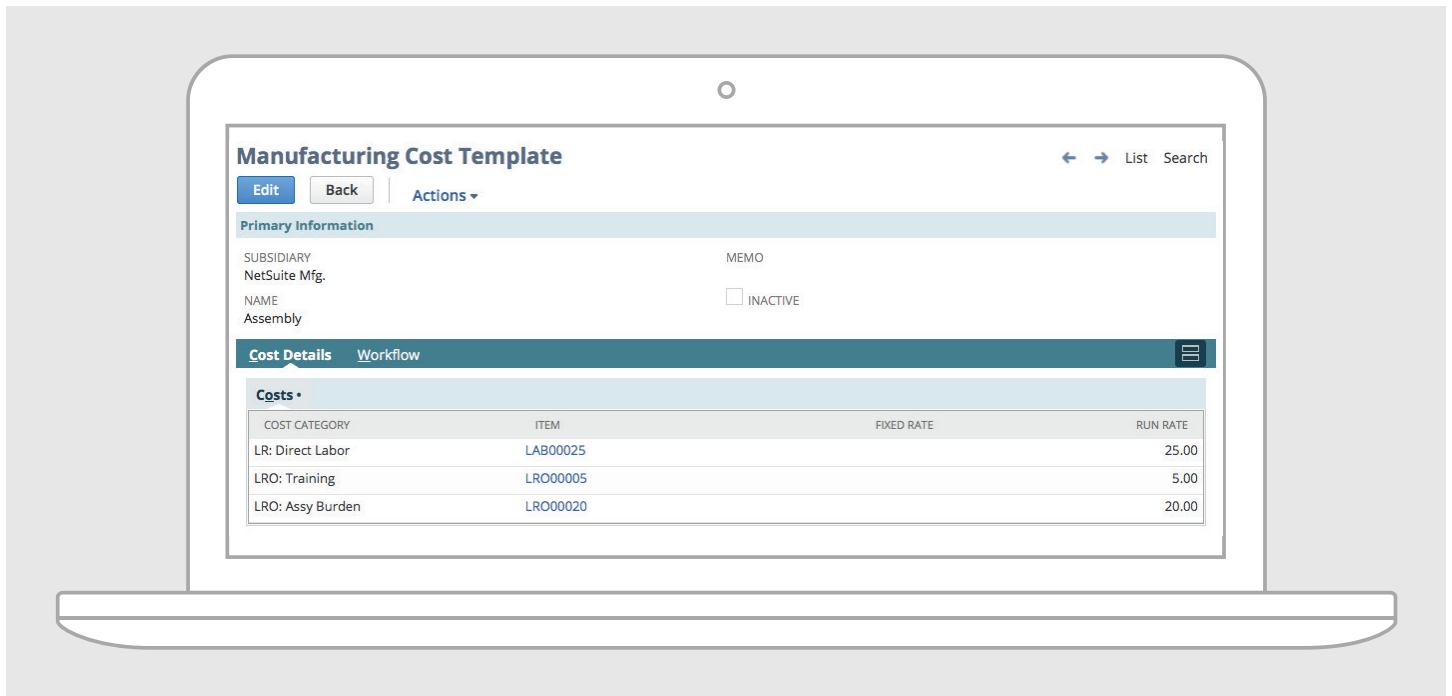 Manufacturing Cost Template
List Search
Edit Back Actions
Primary Information
SUBSIDIARY MEMO
NetSuite Mfg.
NAME INACTIVE
Assembly
Cost Details Workflow
Costs •
COST CATEGORY ITEM FIXED RATE RUN RATE
LR: Direct Labor LAB00025 25.00
LRO: Training LRO00005 5.00
LRO: Assy Burden LRO00020 20.00